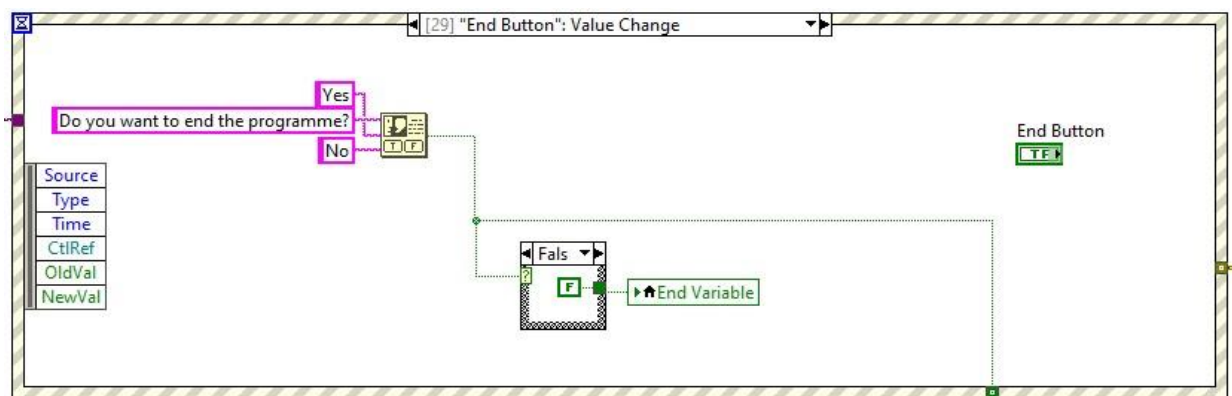 [29] "End Button": Value Change
Yes
Do you want to end the programme?
No
T F
End Button
TF
Source
Type
Time
CtlRef
OldVal
NewVal
Fals
?
F
End Variable